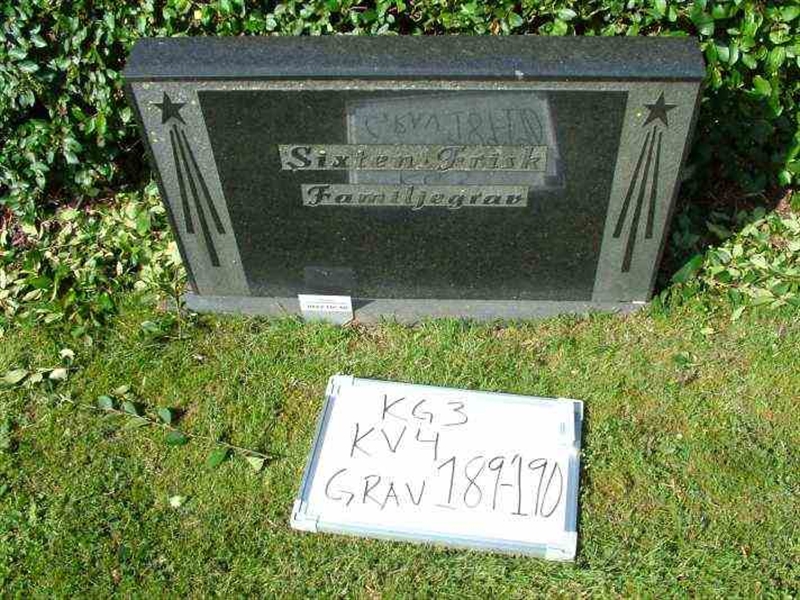 Sixten Frisk
Familjegrav
KG3
KV4
GRAV 189-190